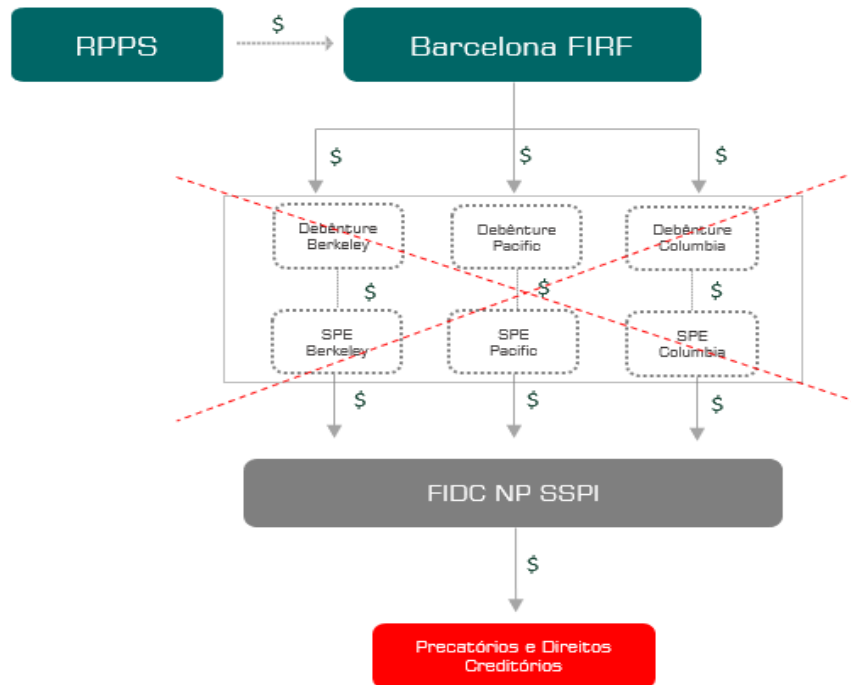 $
RPPS
Barcelona FIRF
$
$
$
Debênture
Berkeley
Debênture
Pacific
Debênture
Columbia
$
$
$
SPE
Berkeley
SPE
Pacific
SPE
Columbia
$
$
$
FIDC NP SSPI
$
Precatórios e Direitos
Creditórios